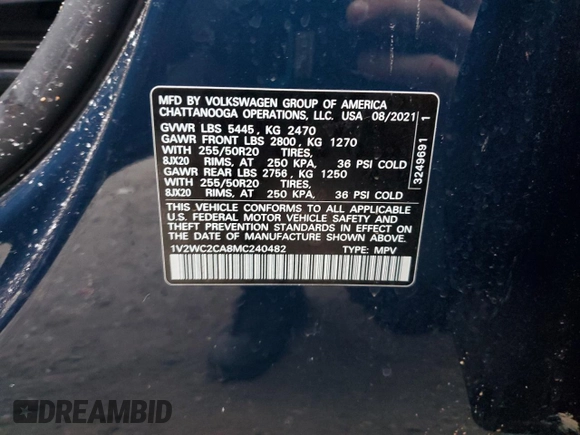 MFD BY VOLKSWAGEN GROUP OF AMERICA
CHATTANOOGA OPERATIONS, LLC. USA 08/2021
GVWR LBS 5445, KG 2470
GAWR FRONT LBS 2800, KG 1270
WITH 255/50R20 TIRES,
8JX20 RIMS, AT 250 KPA, 36 PSI COLD
GAWR REAR LBS 2756, KG 1250
WITH 255/50R20 TIRES,
8JX20 RIMS, AT 250 KPA, 36 PSI COLD
THIS VEHICLE CONFORMS TO ALL APPLICABLE
U.S. FEDERAL MOTOR VEHICLE SAFETY AND
THEFT PREVENTION STANDARDS IN EFFECT ON
THE DATE OF MANUFACTURE SHOWN ABOVE.
1V2WC2CA8MC240482 TYPE: MPV
3249691 1
DREAMBID